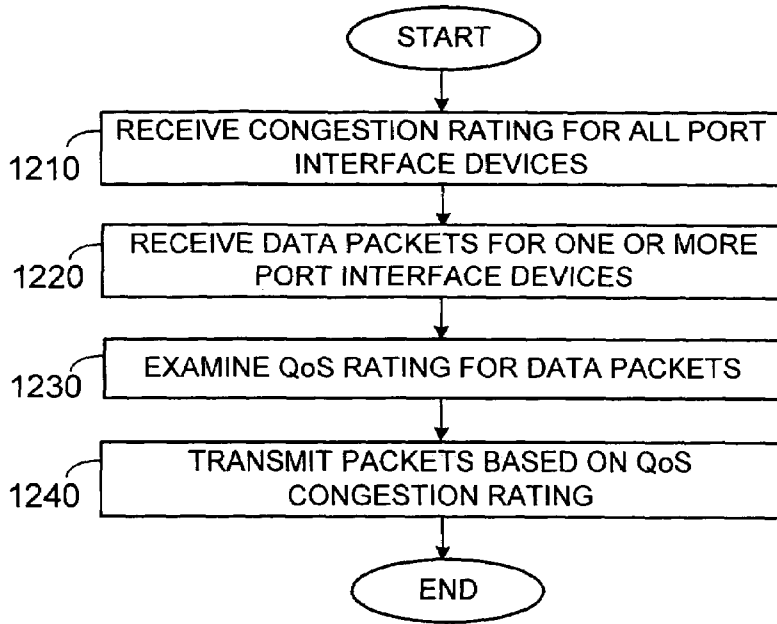 START
1210
RECEIVE CONGESTION RATING FOR ALL PORT
INTERFACE DEVICES
1220
RECEIVE DATA PACKETS FOR ONE OR MORE
PORT INTERFACE DEVICES
1230
EXAMINE QoS RATING FOR DATA PACKETS
1240
TRANSMIT PACKETS BASED ON QoS
CONGESTION RATING
END